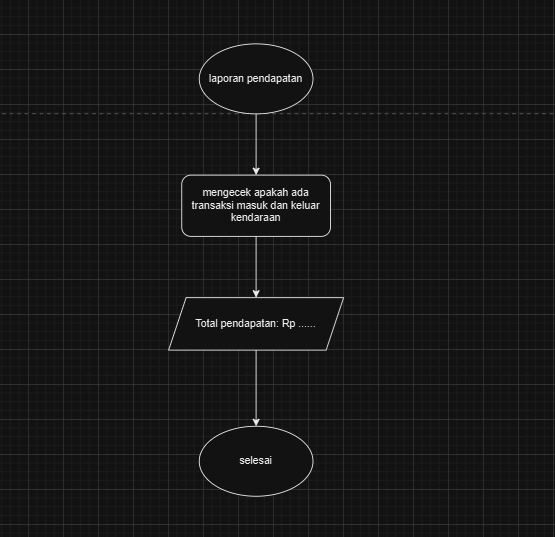 laporan pendapatan
mengecek apakah ada
transaksi masuk dan keluar
kendaraan
Total pendapatan: Rp ......
selesai